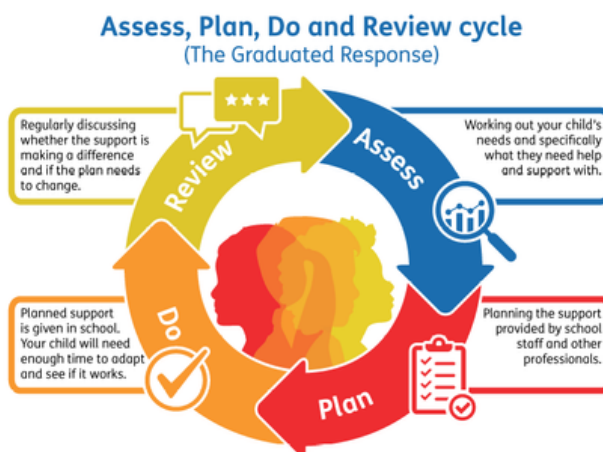 Assess, Plan, Do and Review cycle
(The Graduated Response)
Regularly discussing
whether the support is
making a difference
and if the plan needs
to change.
Review
Assess
Working out your child's
needs and specifically
what they need help
and support with.
Planned support
is given in school.
Your child will need
enough time to adapt
and see if it works.
Do
Plan
Planning the support
provided by school
staff and other
professionals.